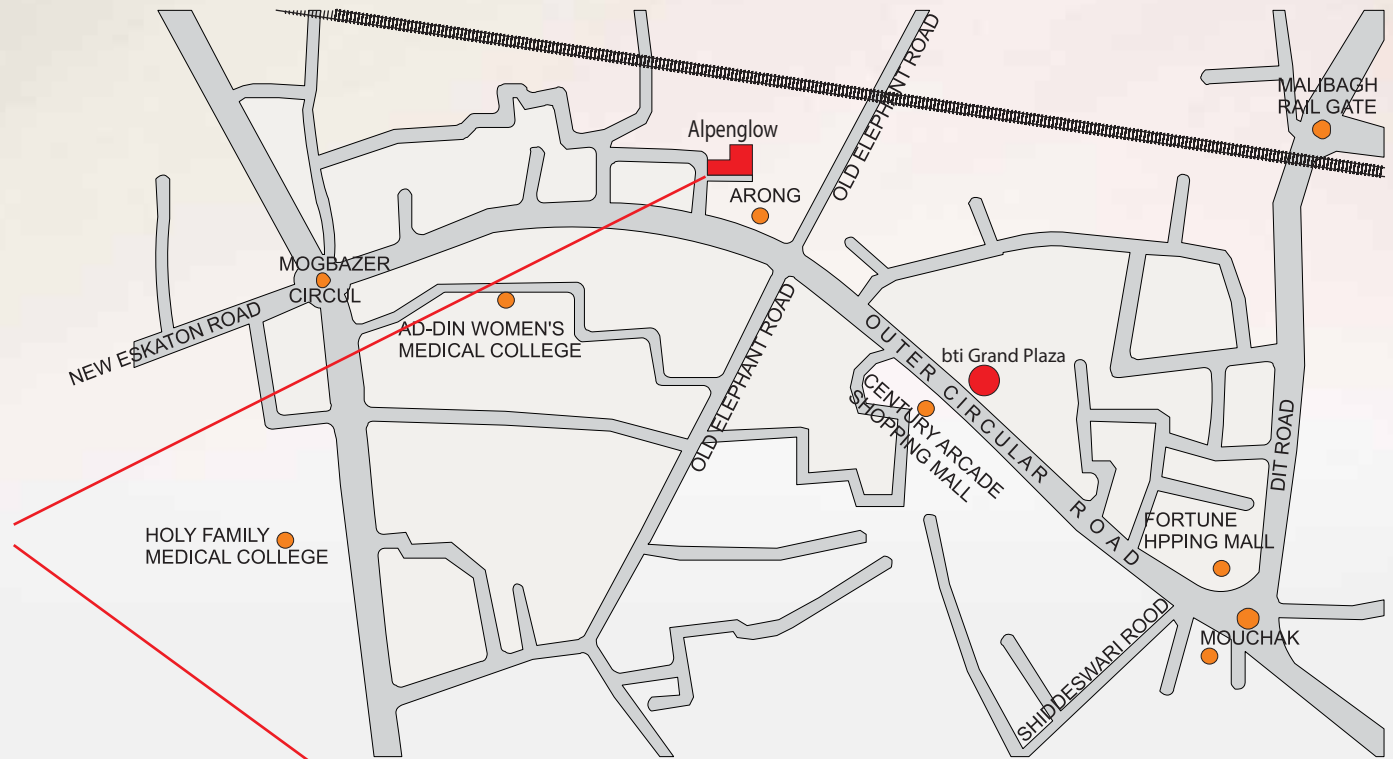 OLD ELEPHANT ROAD
MALIBAGH
RAIL GATE
Alpenglow
ARONG
MOGBAZER
CIRCUL
NEW ESKATON ROAD
AD-DIN WOMEN'S
MEDICAL COLLEGE
OLD ELEPHANT ROAD
OUTER CIRCULAR ROAD
bti Grand Plaza
CENTURY ARCADE
SHOPPING MALL
DIT ROAD
HOLY FAMILY
MEDICAL COLLEGE
FORTUNE
HPPING MALL
SHIDDESWARI ROOD
MOUCHAK